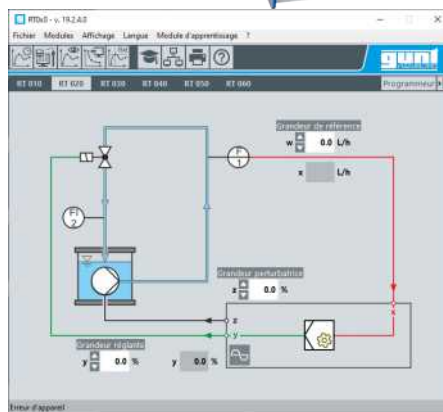 RTDx0 - v. 19.2.4.0
Fichier Modules Affichage Langue Module d'apprentissage ?
gunt
RT 010 RT 020 RT 030 RT 040 RT 050 RT 060 Programmeur
Grandeur de référence
w 0.0 L/h
x L/h
F
1
FI
2
Grandeur perturbatrice
z 0.0 %
x
z
y
Grandeur réglante
y 0.0 % y 0.0 %
Erreur d'appareil